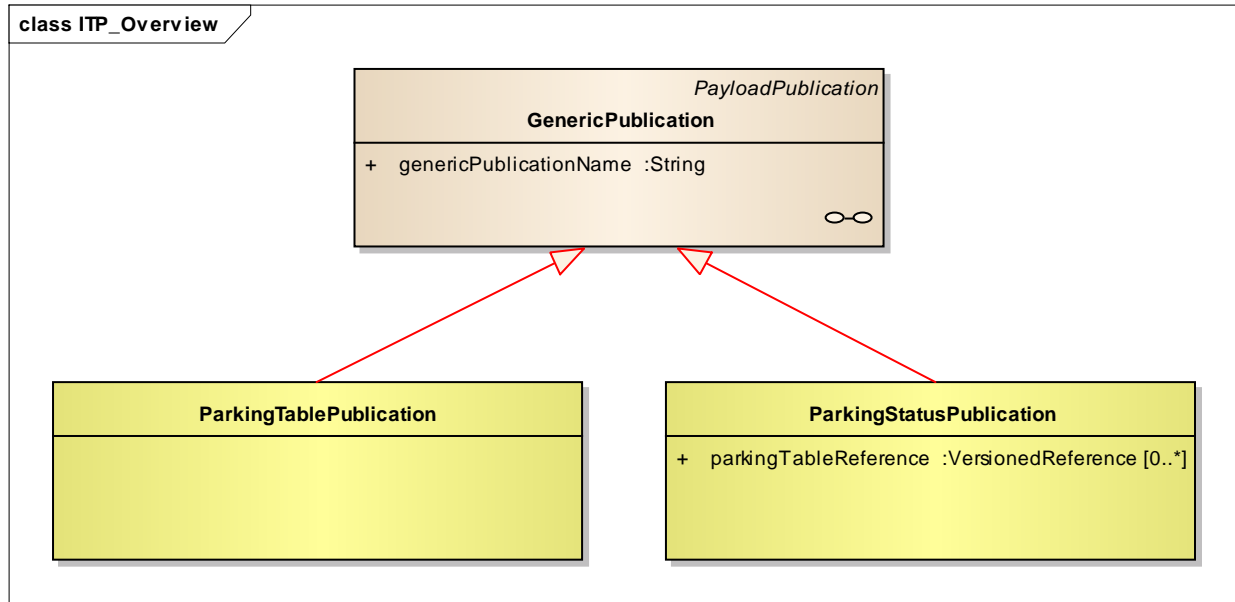 class ITP_Overview
PayloadPublication
GenericPublication
+ genericPublicationName :String
ParkingTablePublication
ParkingStatusPublication
+ parkingTableReference :VersionedReference [0..*]